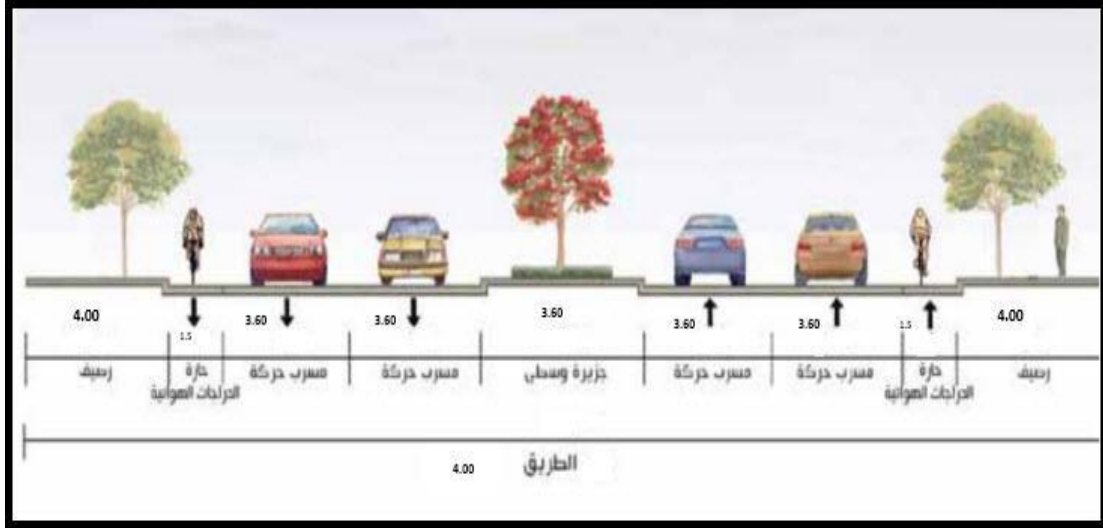 4.00 1.5 3.60 3.60 3.60 3.60 3.60 1.5 4.00
رصيف حارة الدراجات الهوائية مسرب حركة مسرب حركة جزيرة وسطى مسرب حركة مسرب حركة حارة الدراجات الهوائية رصيف
4.00 الطريق